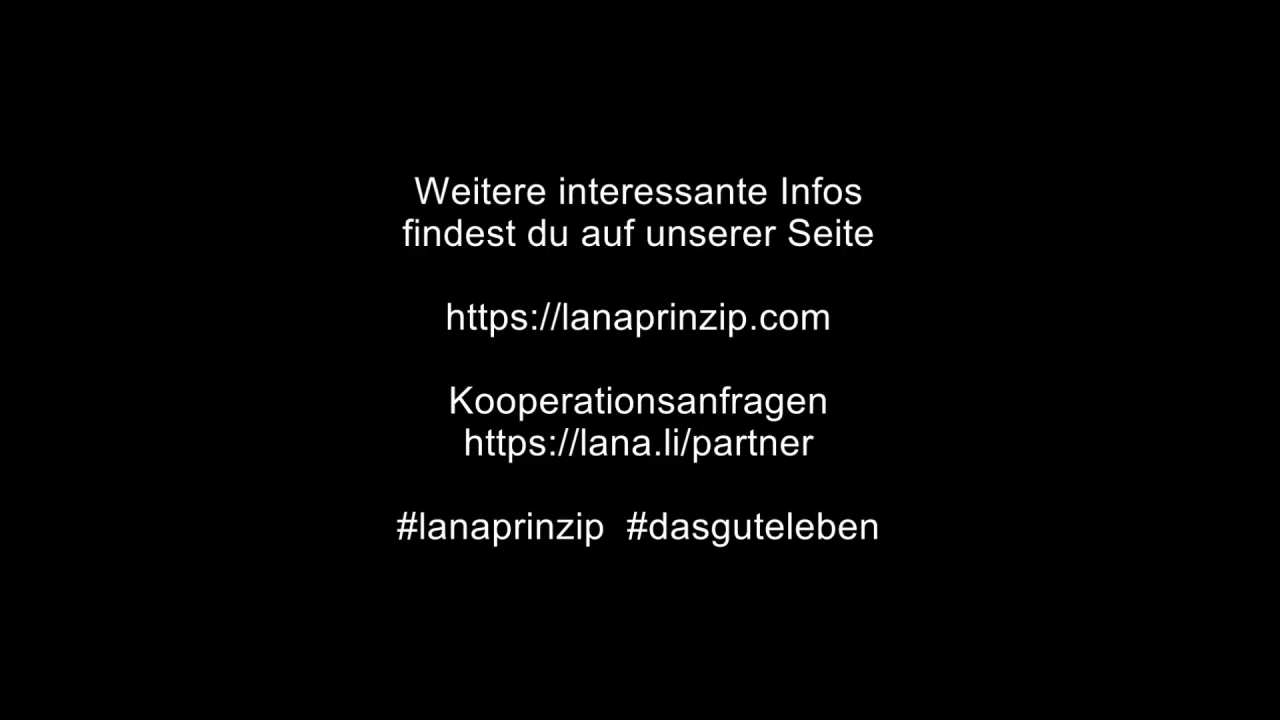 Weitere interessante Infos
findest du auf unserer Seite
https://lanaprinzip.com
Kooperationsanfragen
https://lana.li/partner
#lanaprinzip  #dasguteleben